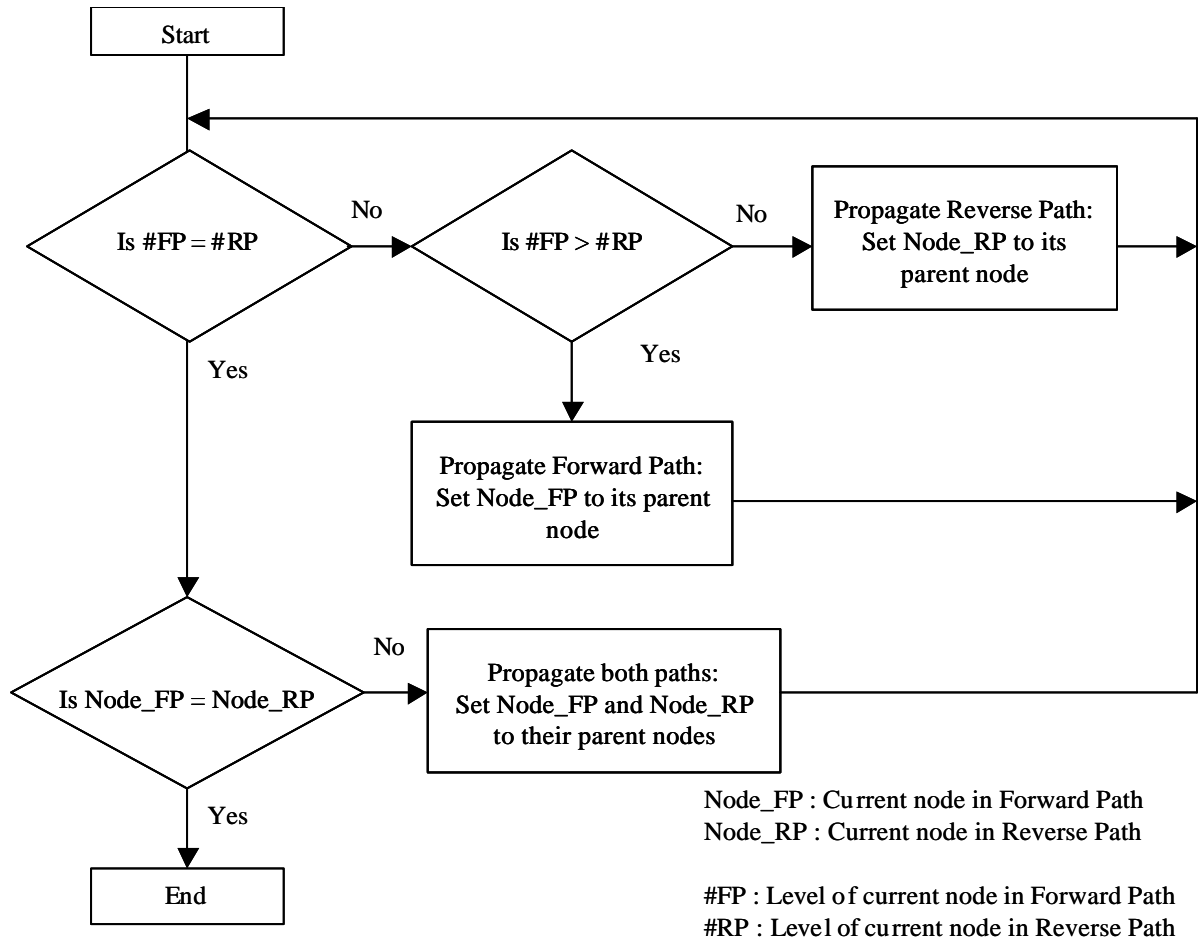 Start
Is #FP = #RP
No
Is #FP > #RP
No
Propagate Reverse Path:
Set Node_RP to its
parent node
Yes
Yes
Propagate Forward Path:
Set Node_FP to its parent
node
Is Node_FP = Node_RP
No
Propagate both paths:
Set Node_FP and Node_RP
to their parent nodes
Yes
End
Node_FP : Current node in Forward Path
Node_RP : Current node in Reverse Path
#FP : Level of current node in Forward Path
#RP : Level of current node in Reverse Path